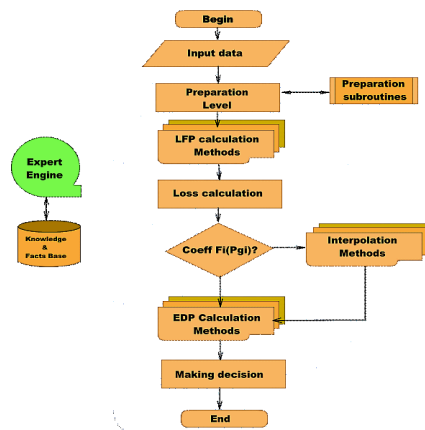 Begin
Input data
Preparation
Level
Preparation
subroutines
LFP calculation
Methods
Expert
Engine
Loss calculation
Knowledge
&
Facts Base
Coeff Fi(Pgi)?
Interpolation
Methods
EDP Calculation
Methods
Making decision
End